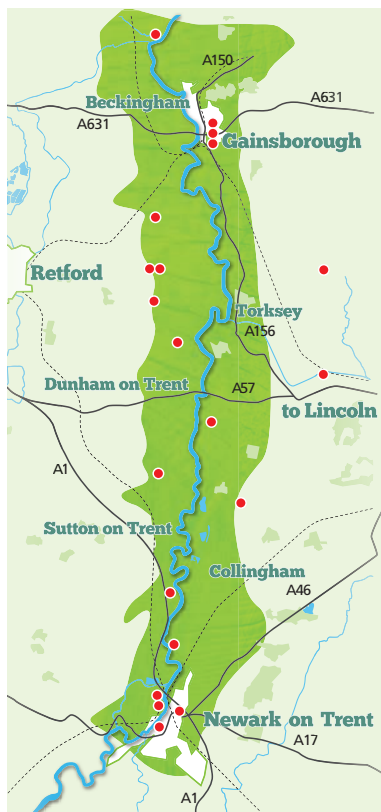 A150
Beckingham
A631
A631
Gainsborough
Retford
Torksey
A156
Dunham on Trent
A57
to Lincoln
A1
Sutton on Trent
Collingham
A46
Newark on Trent
A17
A1